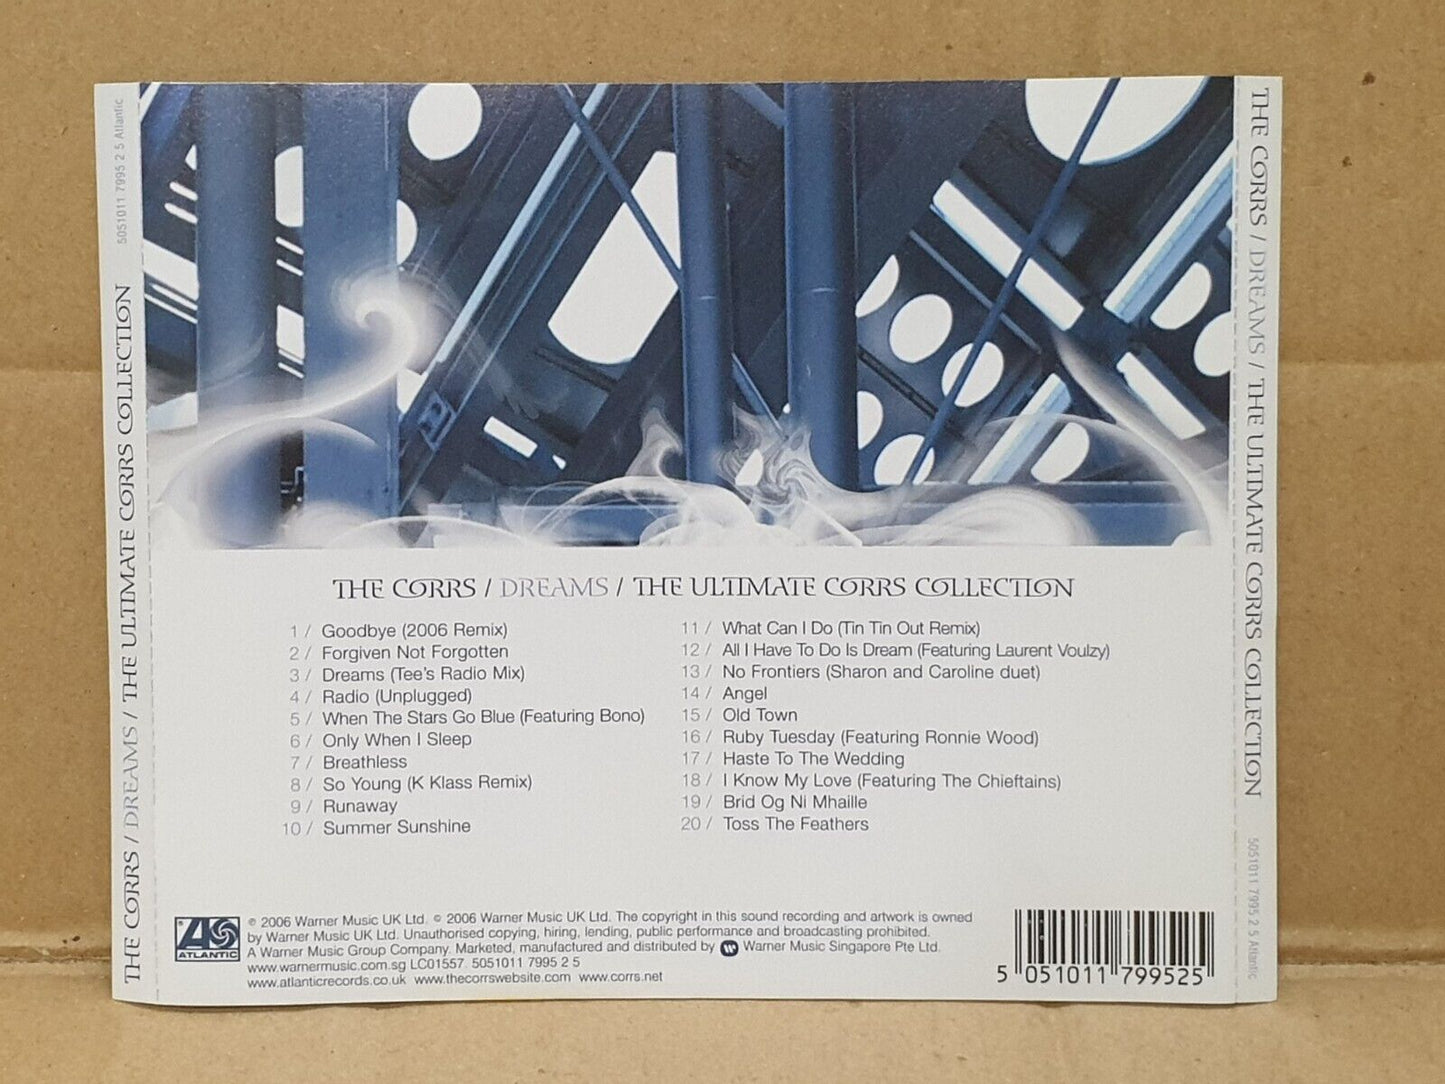 THE CORRS / DREAMS / THE ULTIMATE CORRS COLLECTION
5051011 7995 2 5 Atlantic
THE CORRS / DREAMS / THE ULTIMATE CORRS COLLECTION
1 / Goodbye (2006 Remix)
2 / Forgiven Not Forgotten
3 / Dreams (Tee's Radio Mix)
4 / Radio (Unplugged)
5 / When The Stars Go Blue (Featuring Bono)
6 / Only When I Sleep
7 / Breathless
8 / So Young (K Klass Remix)
9 / Runaway
10 / Summer Sunshine
11 / What Can I Do (Tin Tin Out Remix)
12 / All I Have To Do Is Dream (Featuring Laurent Voulzy)
13 / No Frontiers (Sharon and Caroline duet)
14 / Angel
15 / Old Town
16 / Ruby Tuesday (Featuring Ronnie Wood)
17 / Haste To The Wedding
18 / I Know My Love (Featuring The Chieftains)
19 / Brid Og Ni Mhaille
20 / Toss The Feathers
ATLANTIC
℗ 2006 Warner Music UK Ltd. © 2006 Warner Music UK Ltd. The copyright in this sound recording and artwork is owned
by Warner Music UK Ltd. Unauthorised copying, hiring, lending, public performance and broadcasting prohibited.
A Warner Music Group Company. Marketed, manufactured and distributed by Warner Music Singapore Pte Ltd.
www.warnermusic.com.sg LC01557. 5051011 7995 2 5
www.atlanticrecords.co.uk www.thecorrswebsite.com www.corrs.net
5 051011 799525
THE CORRS / DREAMS / THE ULTIMATE CORRS COLLECTION
5051011 7995 2 5 Atlantic